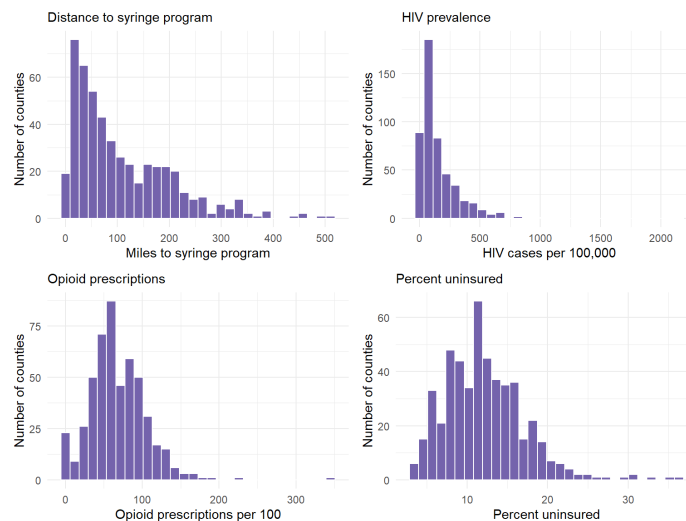 Distance to syringe program
Number of counties
60
40
20
0
0 100 200 300 400 500
Miles to syringe program
HIV prevalence
Number of counties
150
100
50
0
0 500 1000 1500 2000
HIV cases per 100,000
Opioid prescriptions
Number of counties
75
50
25
0
0 100 200 300
Opioid prescriptions per 100
Percent uninsured
Number of counties
60
40
20
0
10 20 30
Percent uninsured